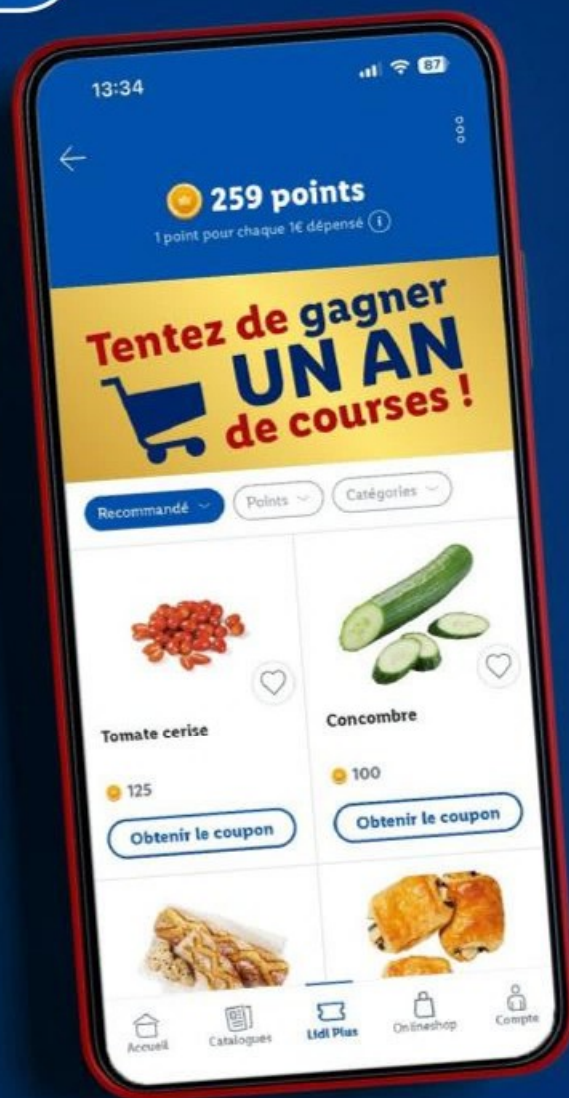 13:34
87
259 points
1 point pour chaque 1€ dépensé i
Tentez de gagner
UN AN
de courses !
Recommandé
Points
Catégories
Tomate cerise
Concombre
125
100
Obtenir le coupon
Obtenir le coupon
Accueil
Catalogues
Lidl Plus
Onlineshop
Compte